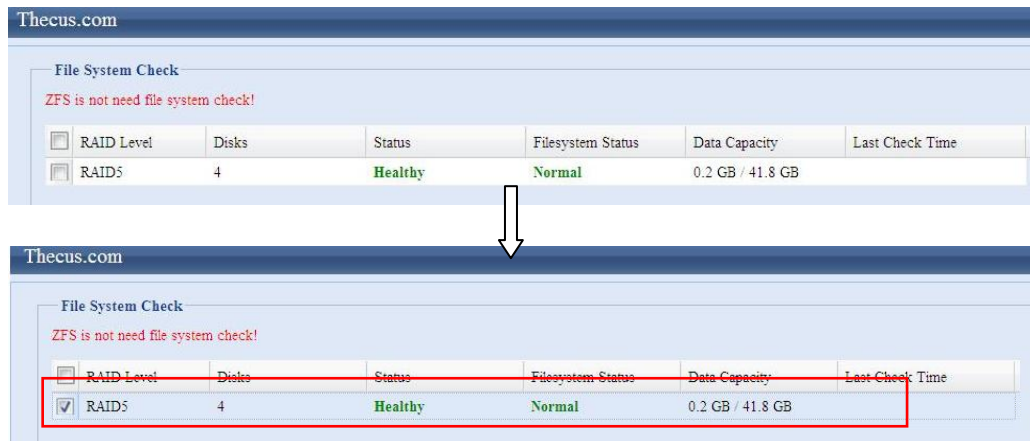 Thecus.com
File System Check
ZFS is not need file system check!
RAID Level Disks Status Filesystem Status Data Capacity Last Check Time
RAID5 4 Healthy Normal 0.2 GB / 41.8 GB
Thecus.com
File System Check
ZFS is not need file system check!
RAID Level Disks Status Filesystem Status Data Capacity Last Check Time
RAID5 4 Healthy Normal 0.2 GB / 41.8 GB